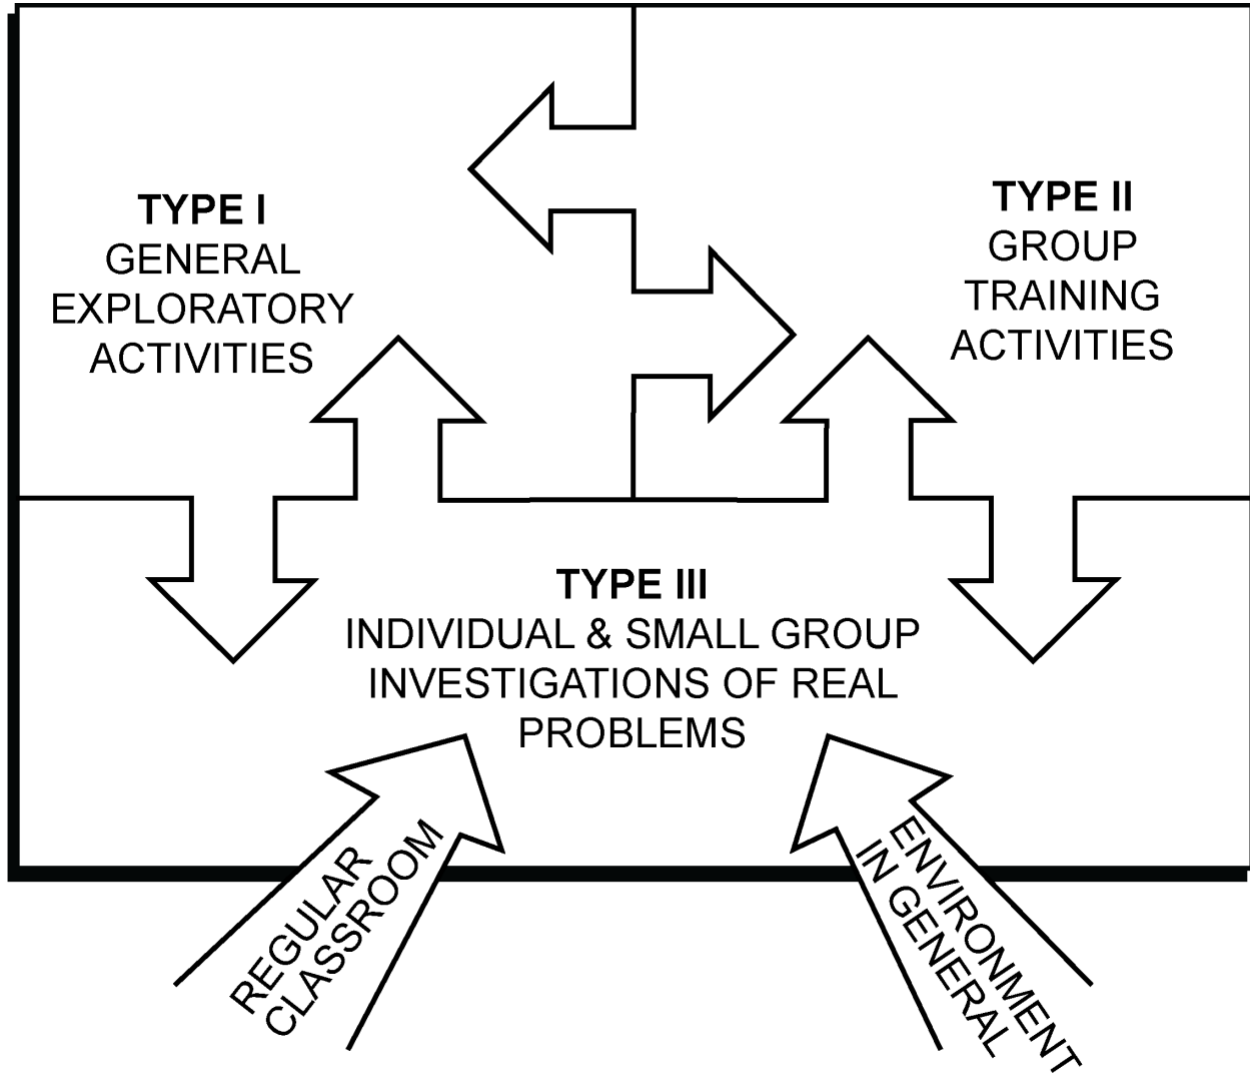 TYPE I
GENERAL
EXPLORATORY
ACTIVITIES
TYPE II
GROUP
TRAINING
ACTIVITIES
TYPE III
INDIVIDUAL & SMALL GROUP
INVESTIGATIONS OF REAL
PROBLEMS
REGULAR
CLASSROOM
ENVIRONMENT
IN GENERAL